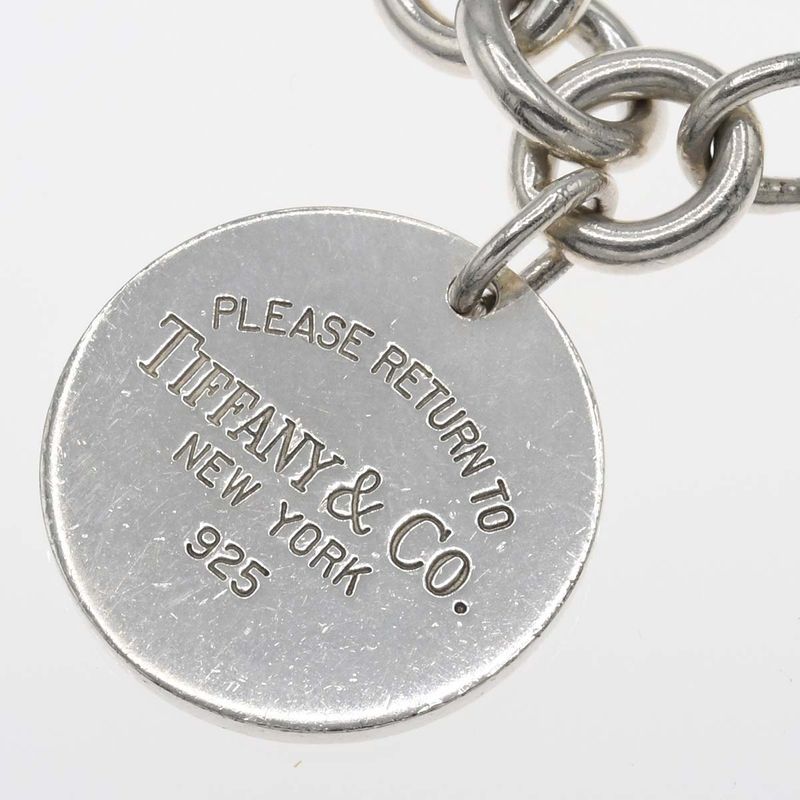 PLEASE RETURN TO
TIFFANY & CO.
NEW YORK
925